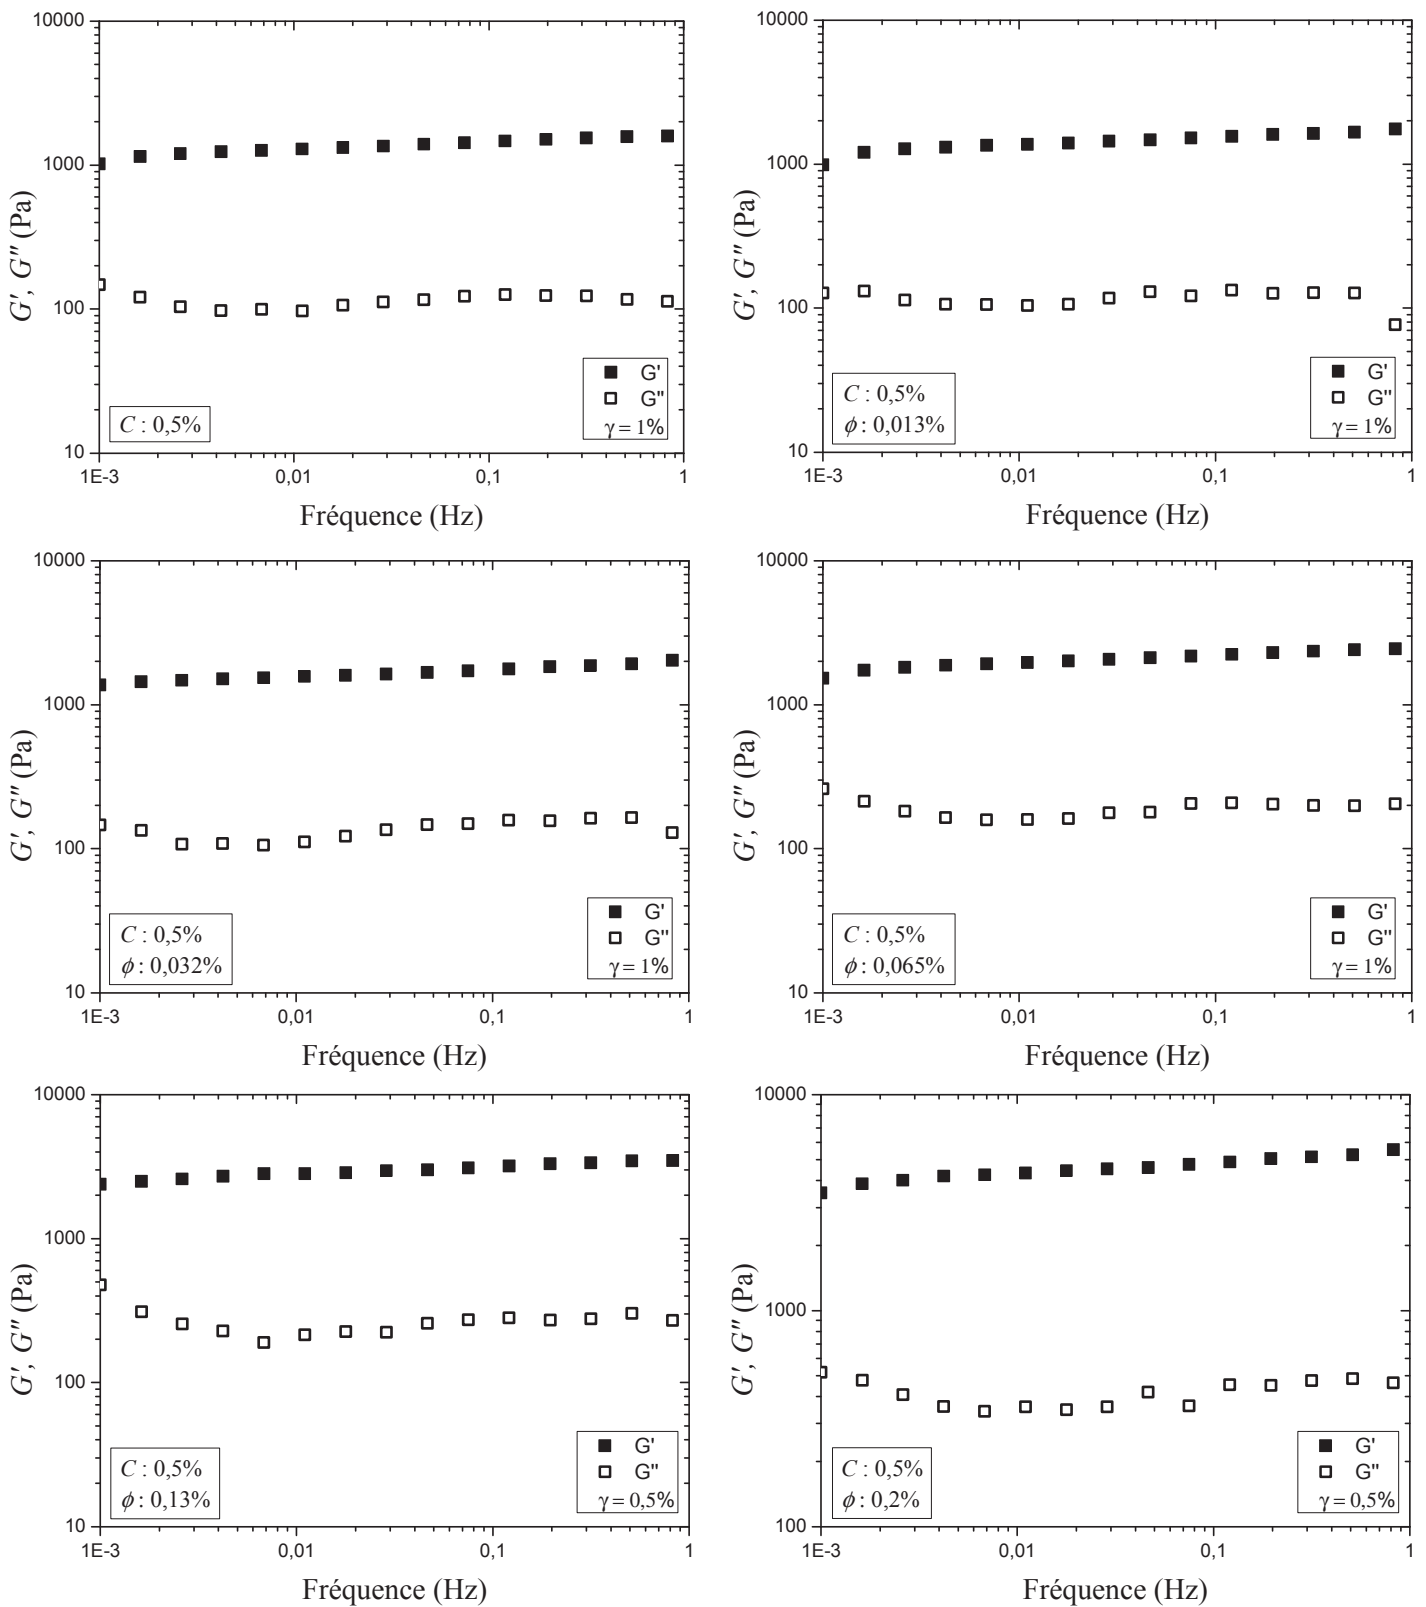 10000
1000
100
10
G', G'' (Pa)
G'
G''
γ = 1%
C : 0,5%
1E-3 0,01 0,1 1
Fréquence (Hz)
10000
1000
100
10
G', G'' (Pa)
G'
G''
γ = 1%
C : 0,5%
ϕ : 0,013%
1E-3 0,01 0,1 1
Fréquence (Hz)
10000
1000
100
10
G', G'' (Pa)
G'
G''
γ = 1%
C : 0,5%
ϕ : 0,032%
1E-3 0,01 0,1 1
Fréquence (Hz)
10000
1000
100
10
G', G'' (Pa)
G'
G''
γ = 1%
C : 0,5%
ϕ : 0,065%
1E-3 0,01 0,1 1
Fréquence (Hz)
10000
1000
100
10
G', G'' (Pa)
G'
G''
γ = 0,5%
C : 0,5%
ϕ : 0,13%
1E-3 0,01 0,1 1
Fréquence (Hz)
10000
1000
100
G', G'' (Pa)
G'
G''
γ = 0,5%
C : 0,5%
ϕ : 0,2%
1E-3 0,01 0,1 1
Fréquence (Hz)